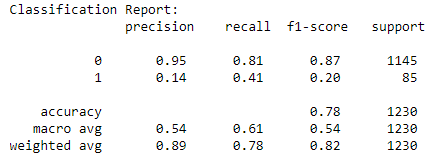 Classification Report:
precision recall f1-score support
0 0.95 0.81 0.87 1145
1 0.14 0.41 0.20 85
accuracy 0.78 1230
macro avg 0.54 0.61 0.54 1230
weighted avg 0.89 0.78 0.82 1230